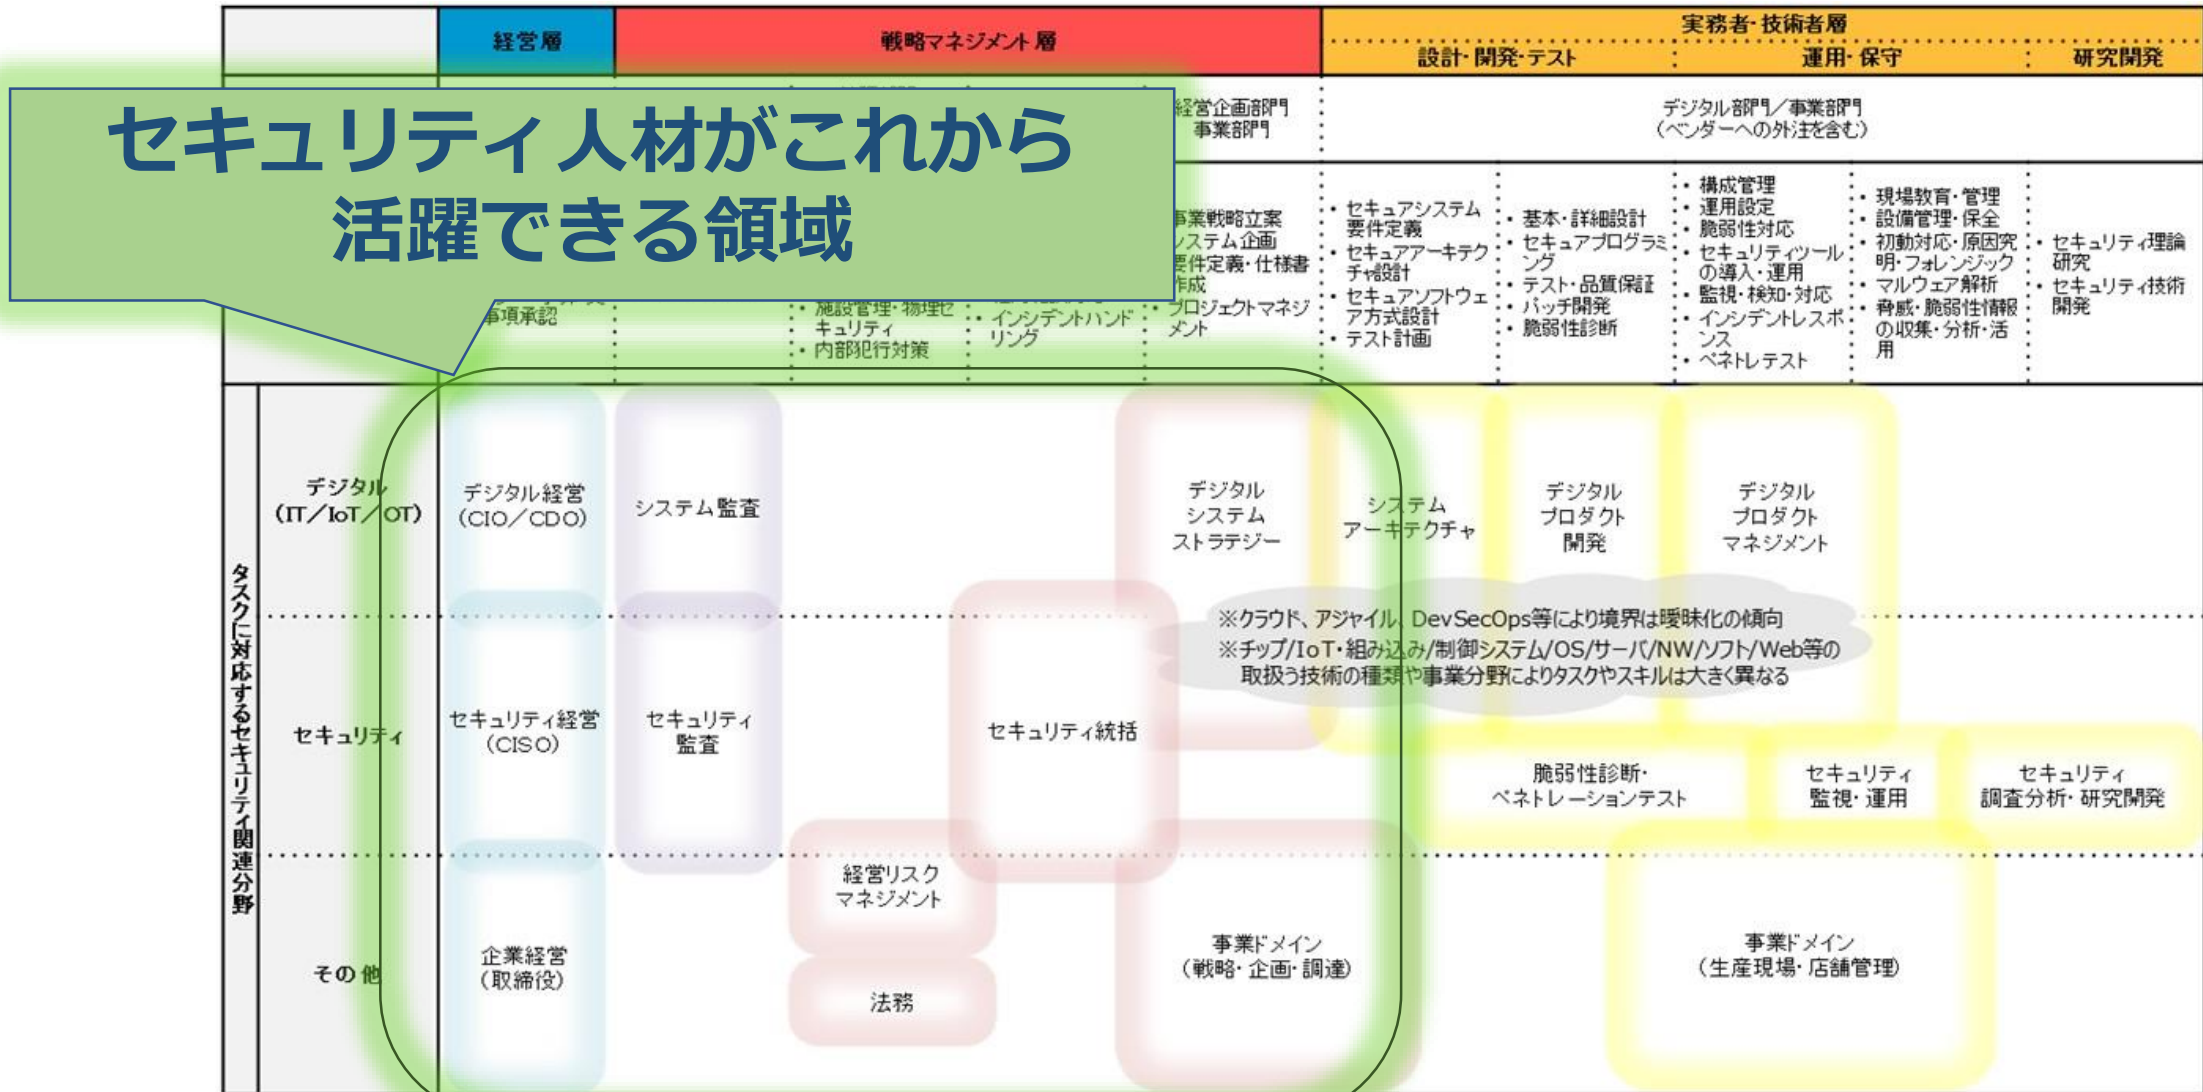 経営層
戦略マネジメント層
実務者・技術者層
設計・開発・テスト
運用・保守
研究開発
セキュリティ人材がこれから
活躍できる領域
経営企画部門
事業部門
デジタル部門／事業部門
（ベンダーへの外注を含む）
事項承認
・施設管理・物理セ
キュリティ
・内部犯行対策
・インシデントハンド
リング
事業戦略立案
システム企画
要件定義・仕様書
作成
・プロジェクトマネジ
メント
・セキュアシステム
要件定義
・セキュアアーキテク
チャ設計
・セキュアソフトウェ
ア方式設計
・テスト計画
・基本・詳細設計
・セキュアプログラミ
ング
・テスト・品質保証
・パッチ開発
・脆弱性診断
・構成管理
・運用設定
・脆弱性対応
・セキュリティツール
の導入・運用
・監視・検知・対応
・インシデントレスポ
ンス
・ペネトレテスト
・現場教育・管理
・設備管理・保全
・初動対応・原因究
明・フォレンジック
・マルウェア解析
・脅威・脆弱性情報
の収集・分析・活
用
・セキュリティ理論
研究
・セキュリティ技術
開発
タスクに対応するセキュリティ関連分野
デジタル
（IT／IoT／OT）
デジタル経営
（CIO／CDO）
システム監査
デジタル
システム
ストラテジー
システム
アーキテクチャ
デジタル
プロダクト
開発
デジタル
プロダクト
マネジメント
※クラウド、アジャイル、DevSecOps等により境界は曖昧化の傾向
※チップ/IoT・組み込み/制御システム/OS/サーバ/NW/ソフト/Web等の
取扱う技術の種類や事業分野によりタスクやスキルは大きく異なる
セキュリティ
セキュリティ経営
（CISO）
セキュリティ
監査
セキュリティ統括
脆弱性診断・
ペネトレーションテスト
セキュリティ
監視・運用
セキュリティ
調査分析・研究開発
その他
企業経営
（取締役）
経営リスク
マネジメント
法務
事業ドメイン
（戦略・企画・調達）
事業ドメイン
（生産現場・店舗管理）